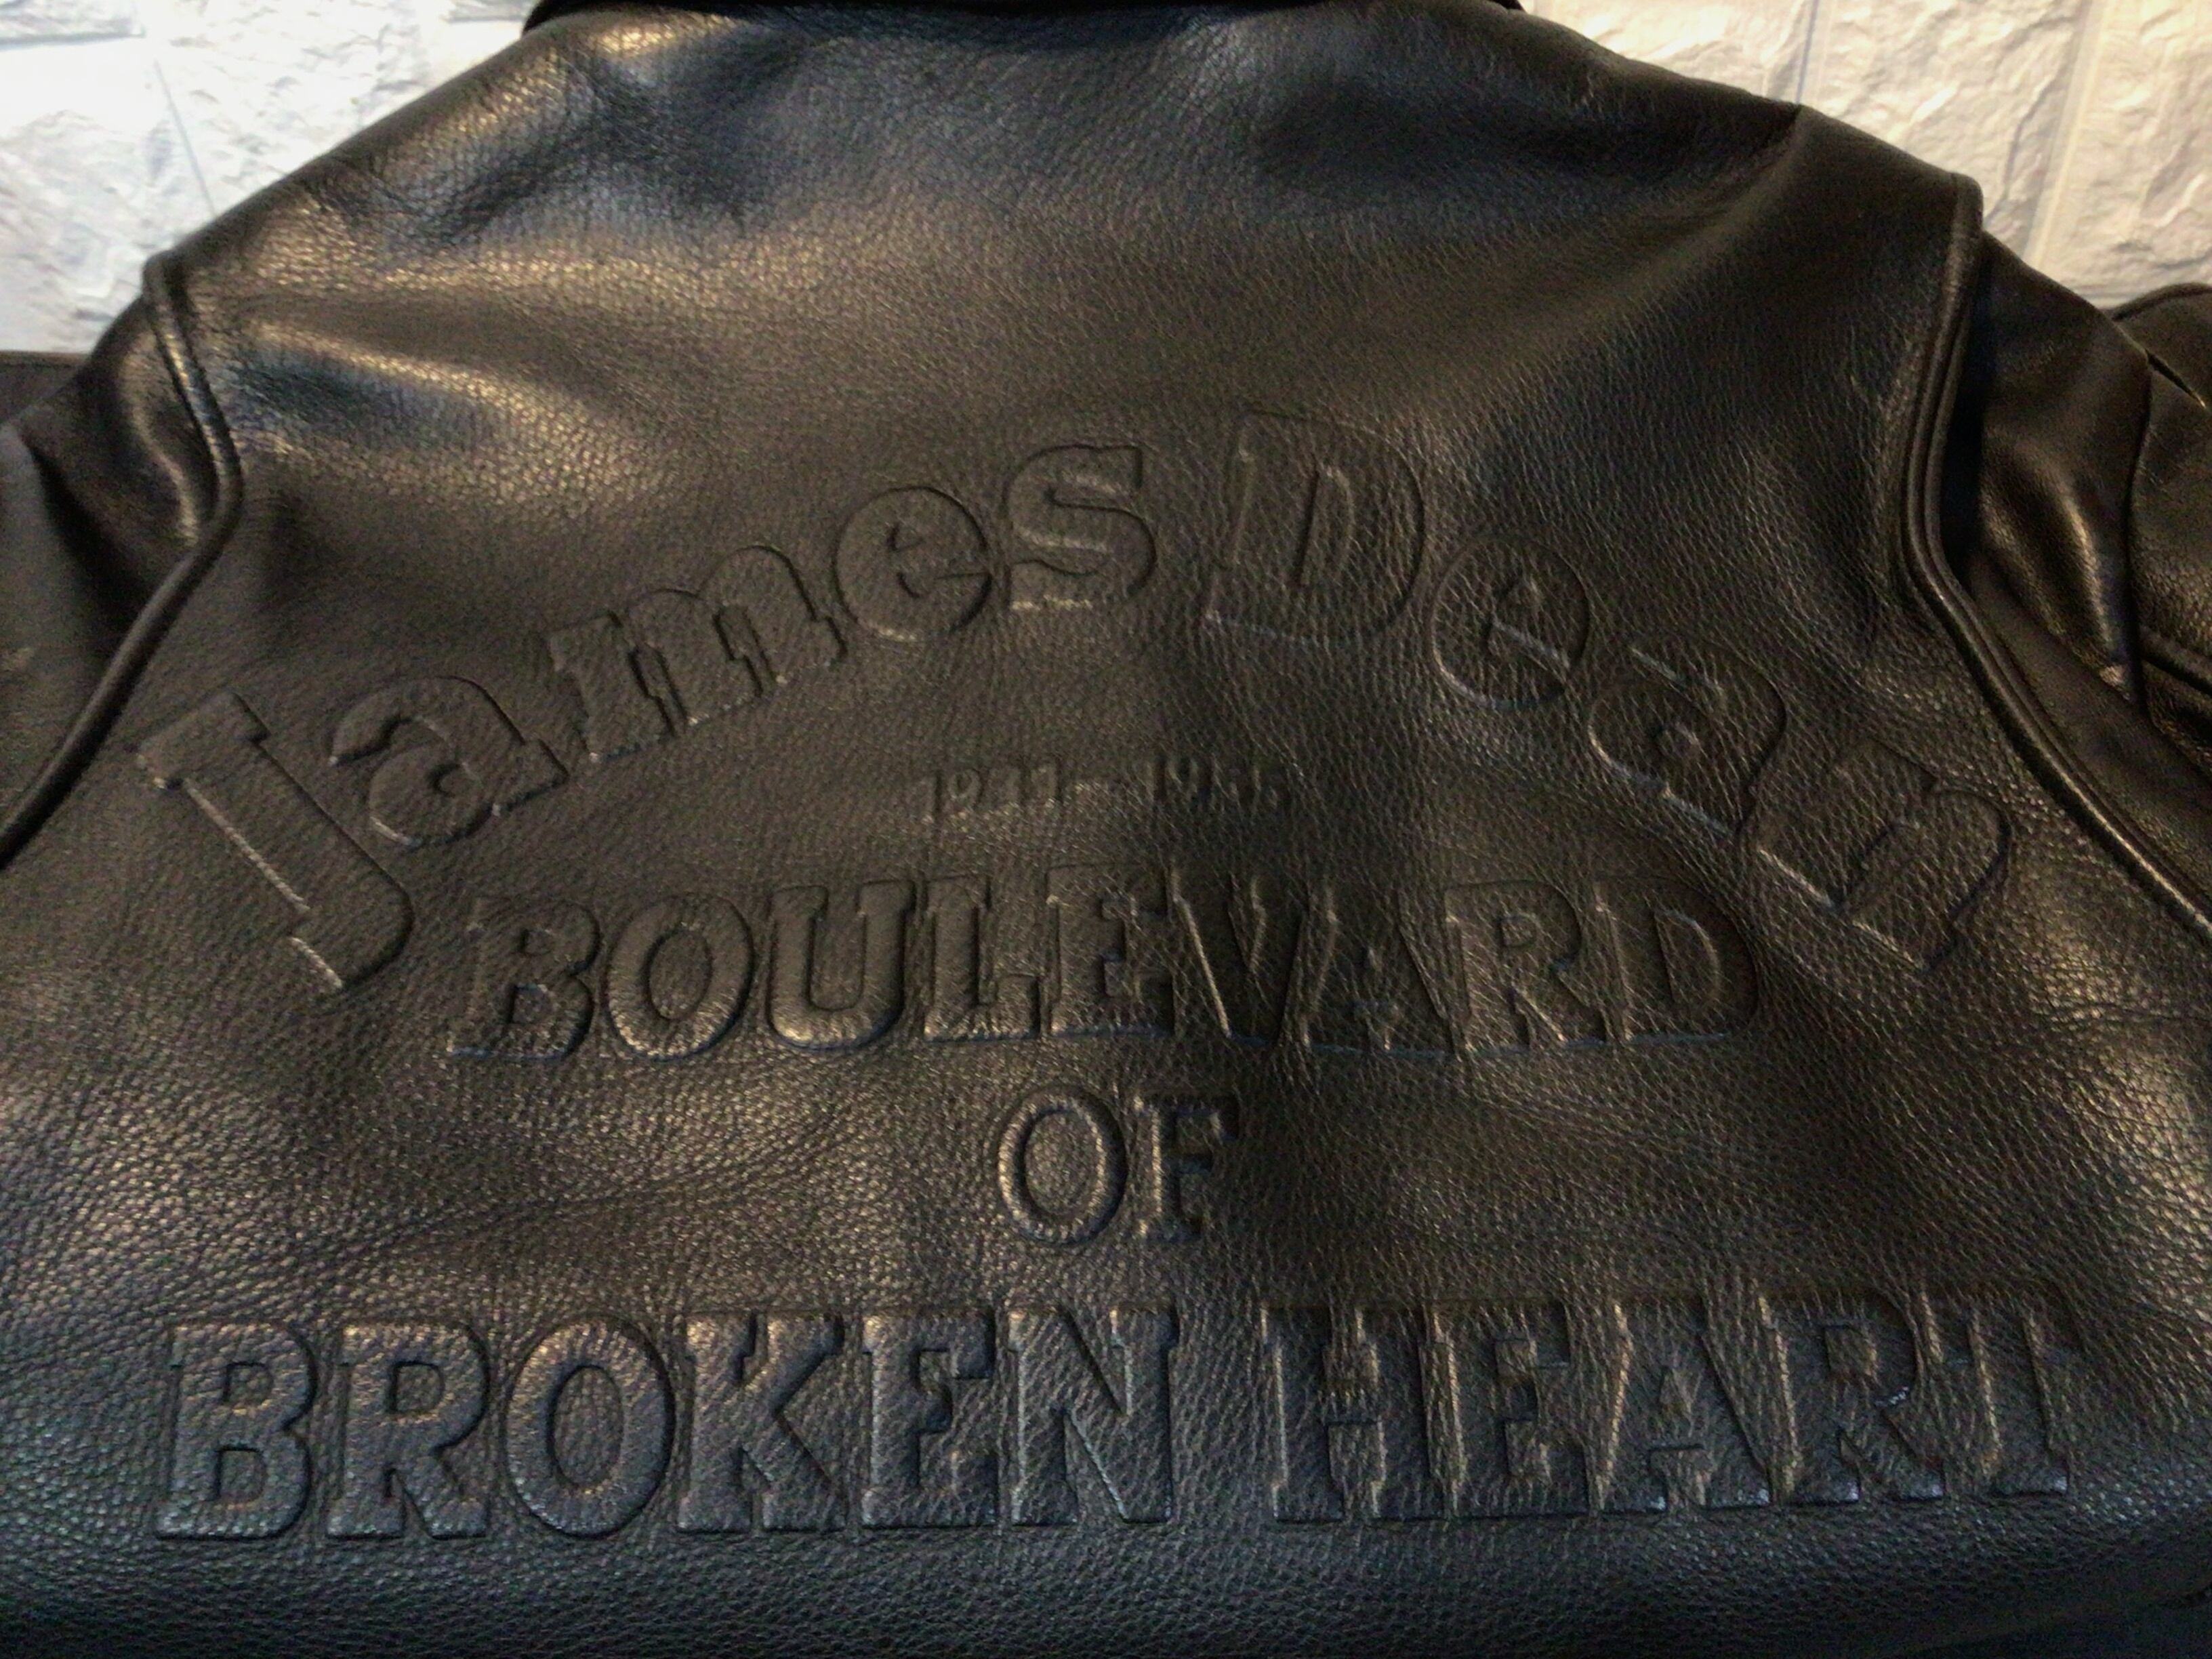 James Dean
BOULEVARD
OF
BROKEN HEART